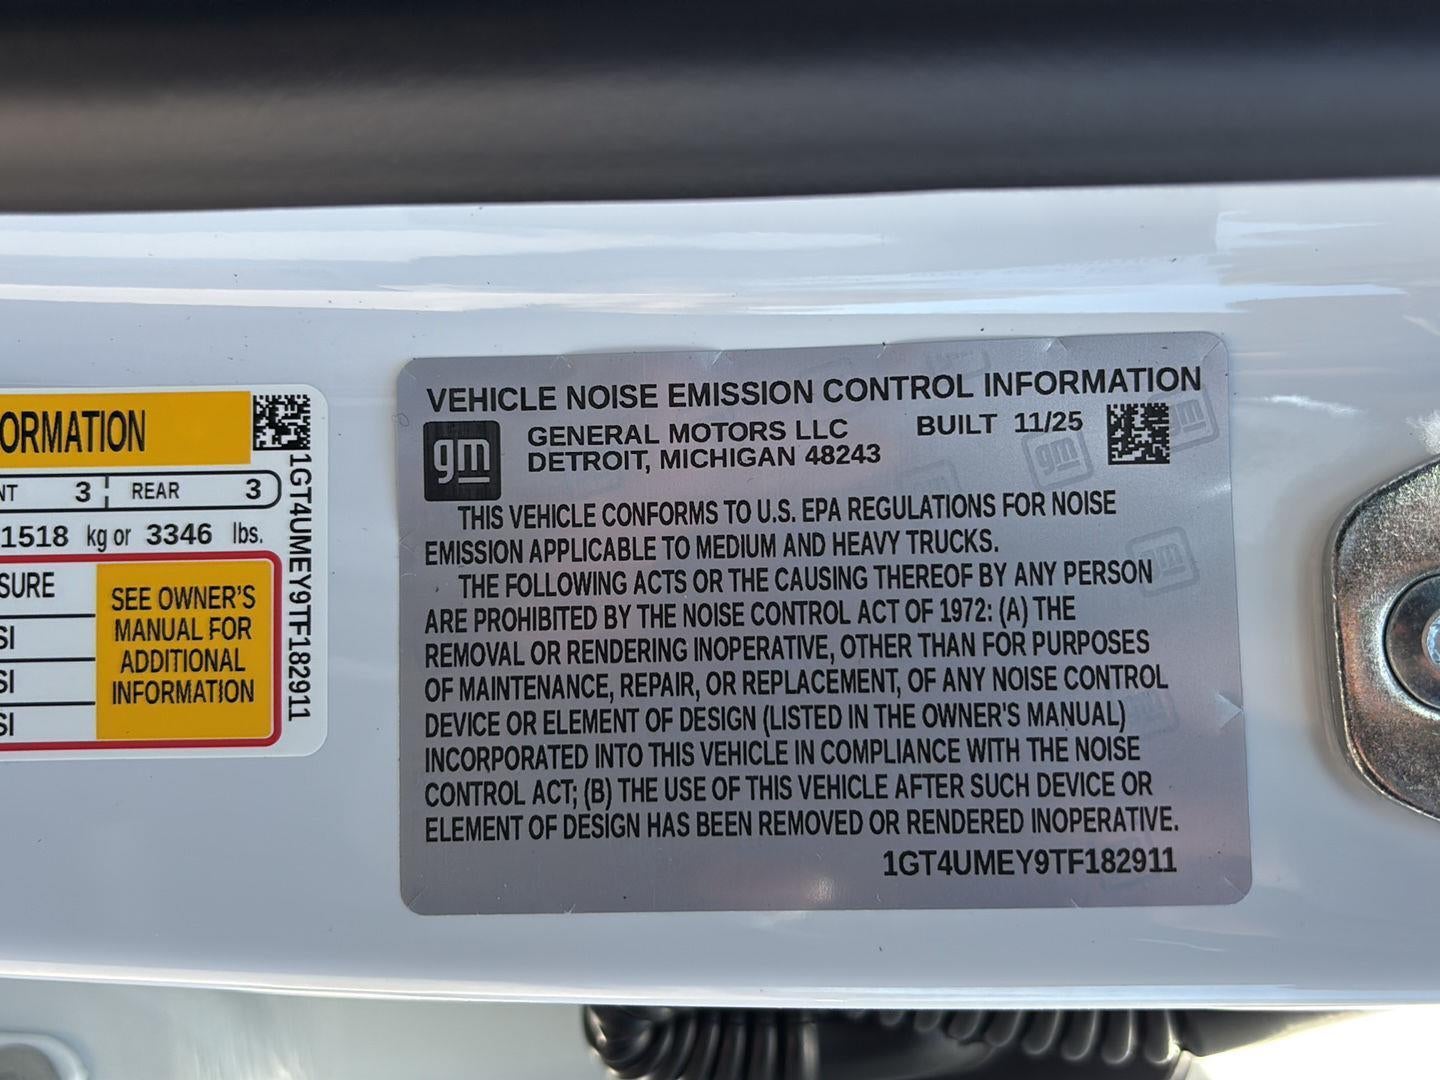 ORMATION
NT 3 REAR 3
1518 kg or 3346 lbs.
SURE
SI
SI
SI
SEE OWNER'S
MANUAL FOR
ADDITIONAL
INFORMATION
1GT4UMEY9TF182911
VEHICLE NOISE EMISSION CONTROL INFORMATION
gm
GENERAL MOTORS LLC
DETROIT, MICHIGAN 48243
BUILT 11/25
THIS VEHICLE CONFORMS TO U.S. EPA REGULATIONS FOR NOISE
EMISSION APPLICABLE TO MEDIUM AND HEAVY TRUCKS.
THE FOLLOWING ACTS OR THE CAUSING THEREOF BY ANY PERSON
ARE PROHIBITED BY THE NOISE CONTROL ACT OF 1972: (A) THE
REMOVAL OR RENDERING INOPERATIVE, OTHER THAN FOR PURPOSES
OF MAINTENANCE, REPAIR, OR REPLACEMENT, OF ANY NOISE CONTROL
DEVICE OR ELEMENT OF DESIGN (LISTED IN THE OWNER'S MANUAL)
INCORPORATED INTO THIS VEHICLE IN COMPLIANCE WITH THE NOISE
CONTROL ACT; (B) THE USE OF THIS VEHICLE AFTER SUCH DEVICE OR
ELEMENT OF DESIGN HAS BEEN REMOVED OR RENDERED INOPERATIVE.
1GT4UMEY9TF182911